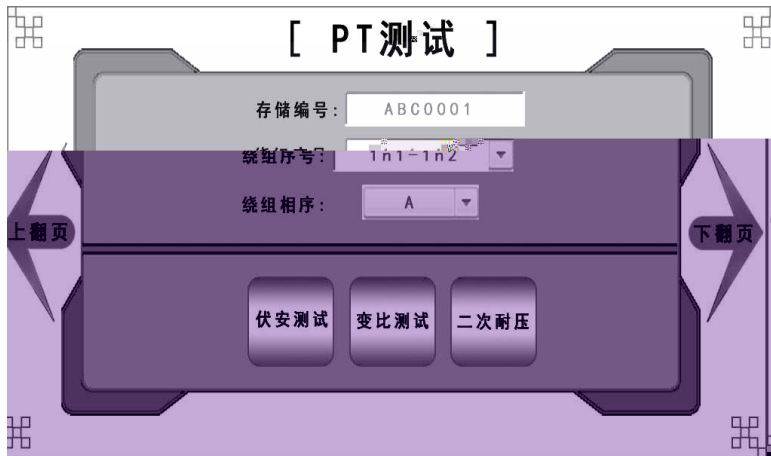 [ PT测试 ]
存储编号: ABC0001
绕组序号: 1n1-1n2
绕组相序: A
上翻页
下翻页
伏安测试 变比测试 二次耐压